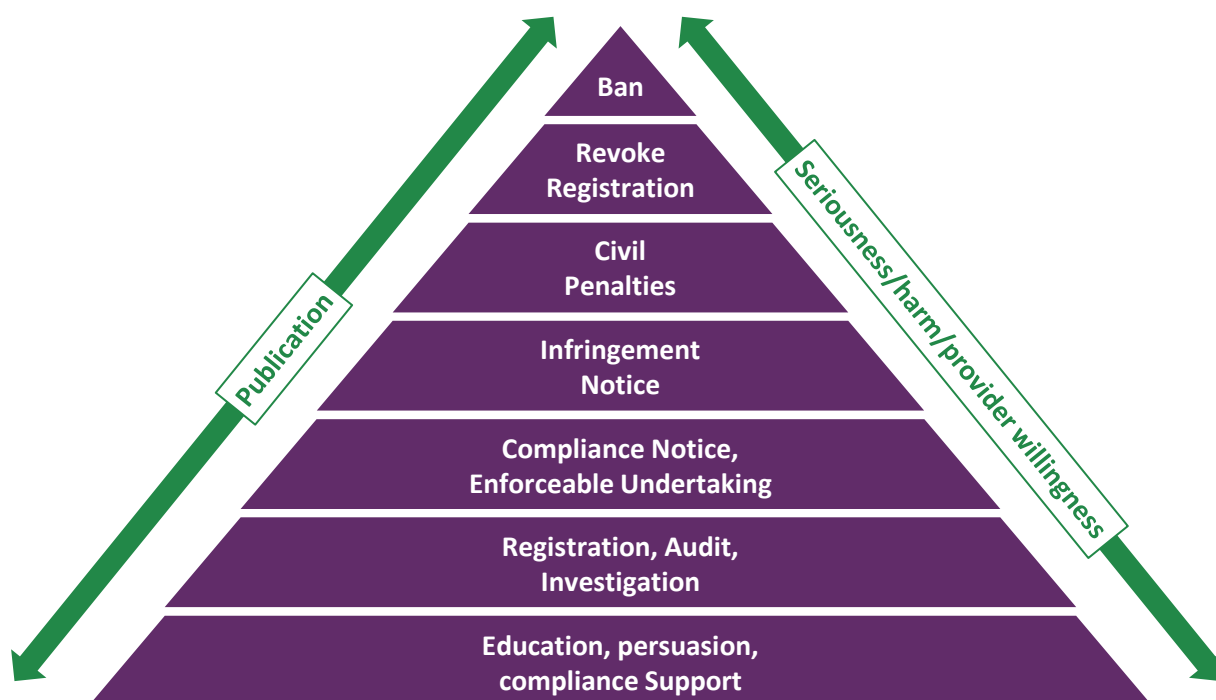 Ban
Revoke
Registration
Civil
Penalties
Infringement
Notice
Compliance Notice,
Enforceable Undertaking
Registration, Audit,
Investigation
Education, persuasion,
compliance Support
Publication
Seriousness/harm/provider willingness